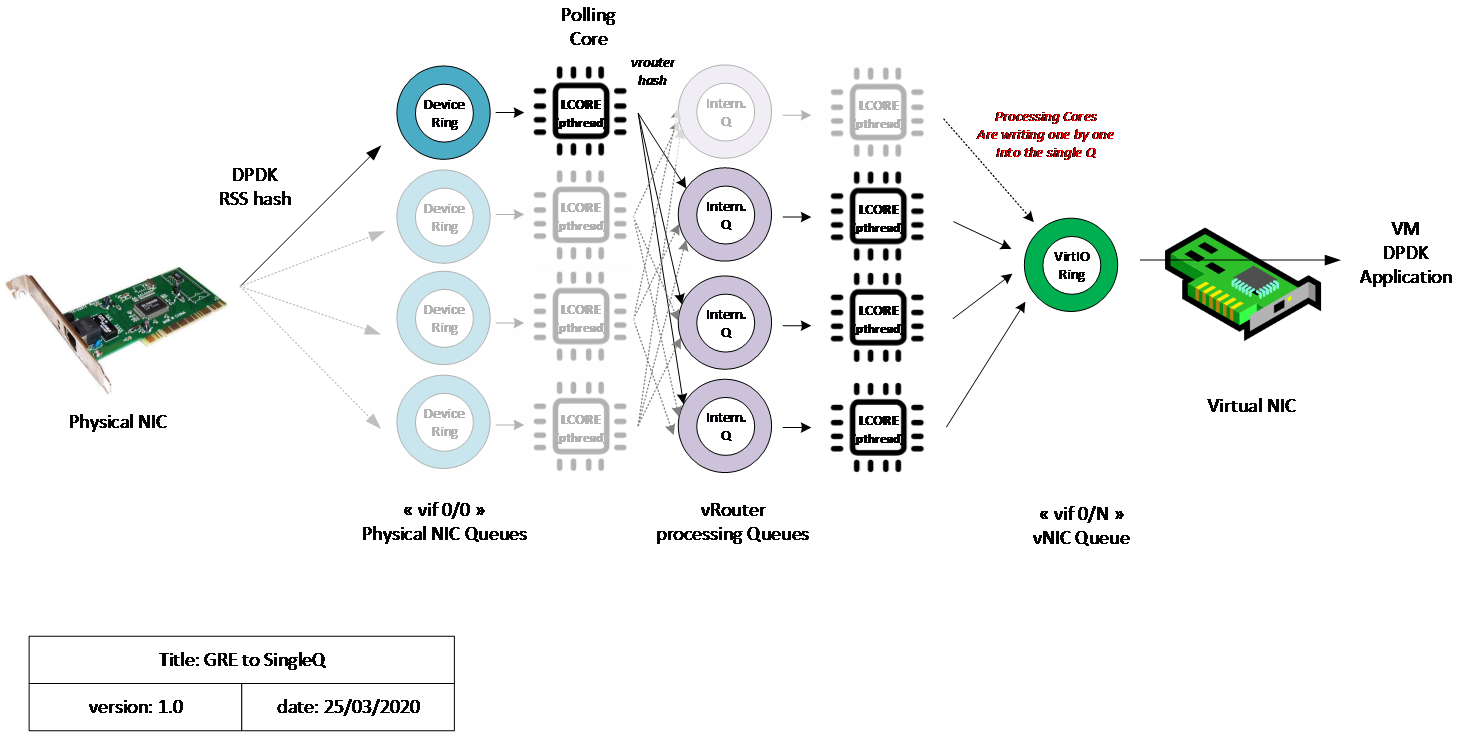 Polling
Core
vrouter
hash
Device
Ring
LCORE
(pthread)
Intern.
Q
LCORE
(pthread)
Processing Cores
Are writing one by one
Into the single Q
DPDK
RSS hash
Device
Ring
LCORE
(pthread)
Intern.
Q
LCORE
(pthread)
VirtIO
Ring
VM
DPDK
Application
Device
Ring
LCORE
(pthread)
Intern.
Q
LCORE
(pthread)
Device
Ring
LCORE
(pthread)
Intern.
Q
LCORE
(pthread)
Physical NIC
Virtual NIC
« vif 0/0 »
Physical NIC Queues
vRouter
processing Queues
« vif 0/N »
vNIC Queue
Title: GRE to SingleQ
version: 1.0
date: 25/03/2020